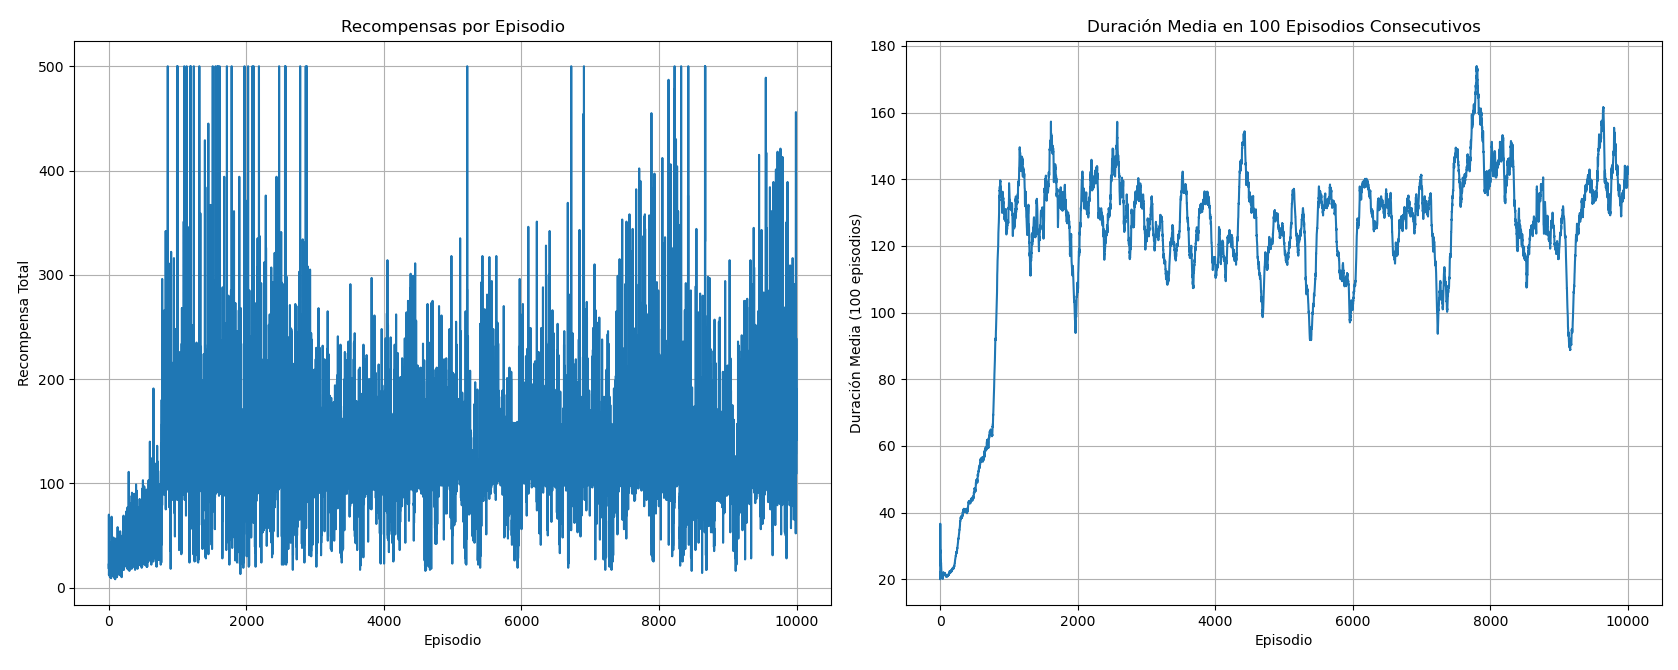 Recompensas por Episodio
Recompensa Total
500
400
300
200
100
0
0 2000 4000 6000 8000 10000
Episodio
Duración Media en 100 Episodios Consecutivos
Duración Media (100 episodios)
180
160
140
120
100
80
60
40
20
0 2000 4000 6000 8000 10000
Episodio